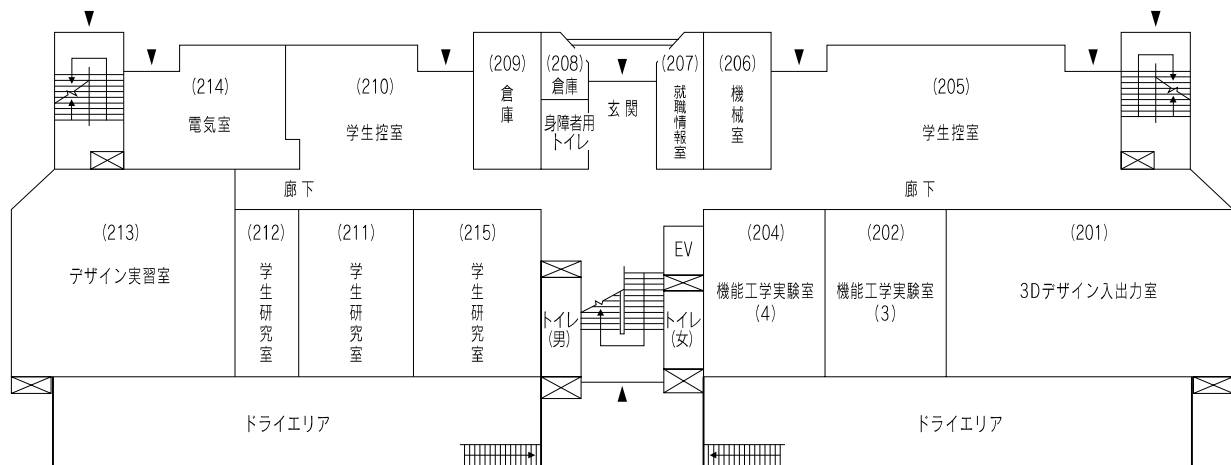 (214)
電気室
(210)
学生控室
(209)
倉庫
(208)
倉庫
身障者用
トイレ
玄関
(207)
就職情報室
(206)
機械室
(205)
学生控室
廊下
廊下
(213)
デザイン実習室
(212)
学生研究室
(211)
学生研究室
(215)
学生研究室
トイレ
(男)
EV
トイレ
(女)
(204)
機能工学実験室
(4)
(202)
機能工学実験室
(3)
(201)
3Dデザイン入出力室
ドライエリア
ドライエリア